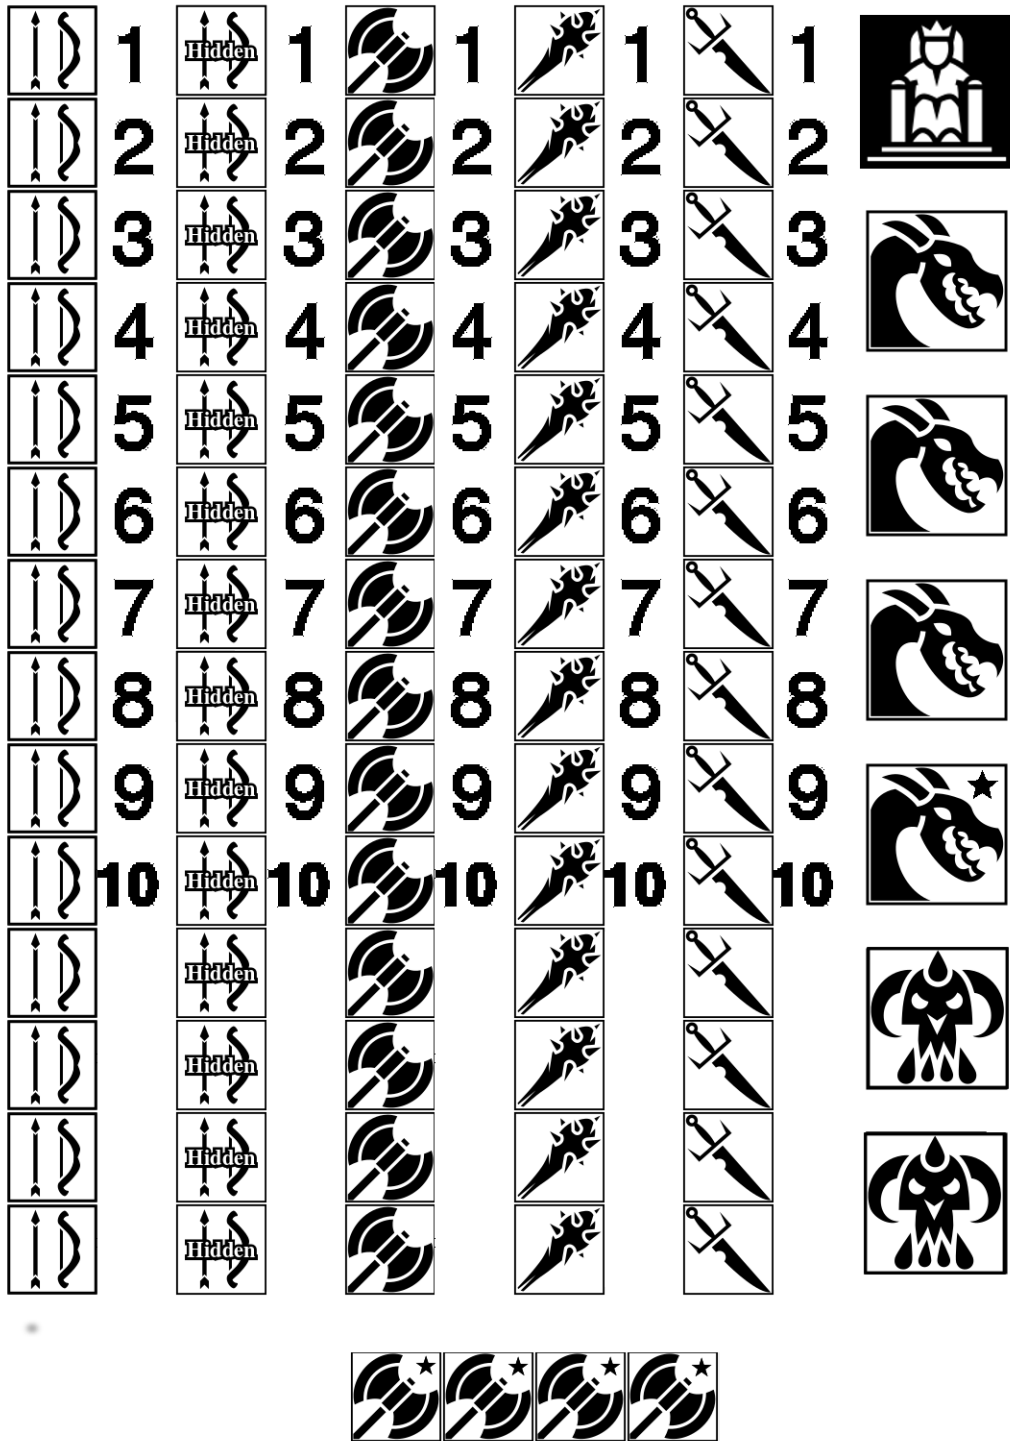 1 Hidden 1 1 1 1
2 Hidden 2 2 2 2
3 Hidden 3 3 3 3
4 Hidden 4 4 4 4
5 Hidden 5 5 5 5
6 Hidden 6 6 6 6
7 Hidden 7 7 7 7
8 Hidden 8 8 8 8
9 Hidden 9 9 9 9
10 Hidden 10 10 10 10
Hidden
Hidden
Hidden
Hidden